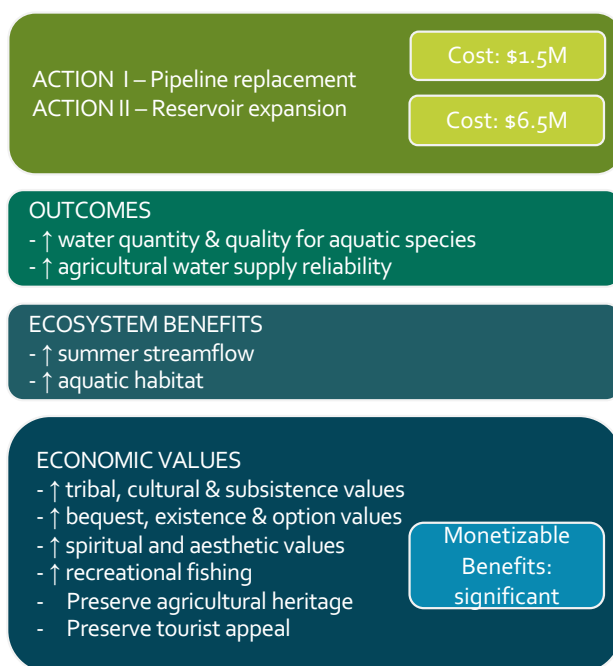 ACTION I – Pipeline replacement
ACTION II – Reservoir expansion
Cost: $1.5M
Cost: $6.5M
OUTCOMES
- ↑ water quantity & quality for aquatic species
- ↑ agricultural water supply reliability
ECOSYSTEM BENEFITS
- ↑ summer streamflow
- ↑ aquatic habitat
ECONOMIC VALUES
- ↑ tribal, cultural & subsistence values
- ↑ bequest, existence & option values
- ↑ spiritual and aesthetic values
- ↑ recreational fishing
- Preserve agricultural heritage
- Preserve tourist appeal
Monetizable
Benefits:
significant